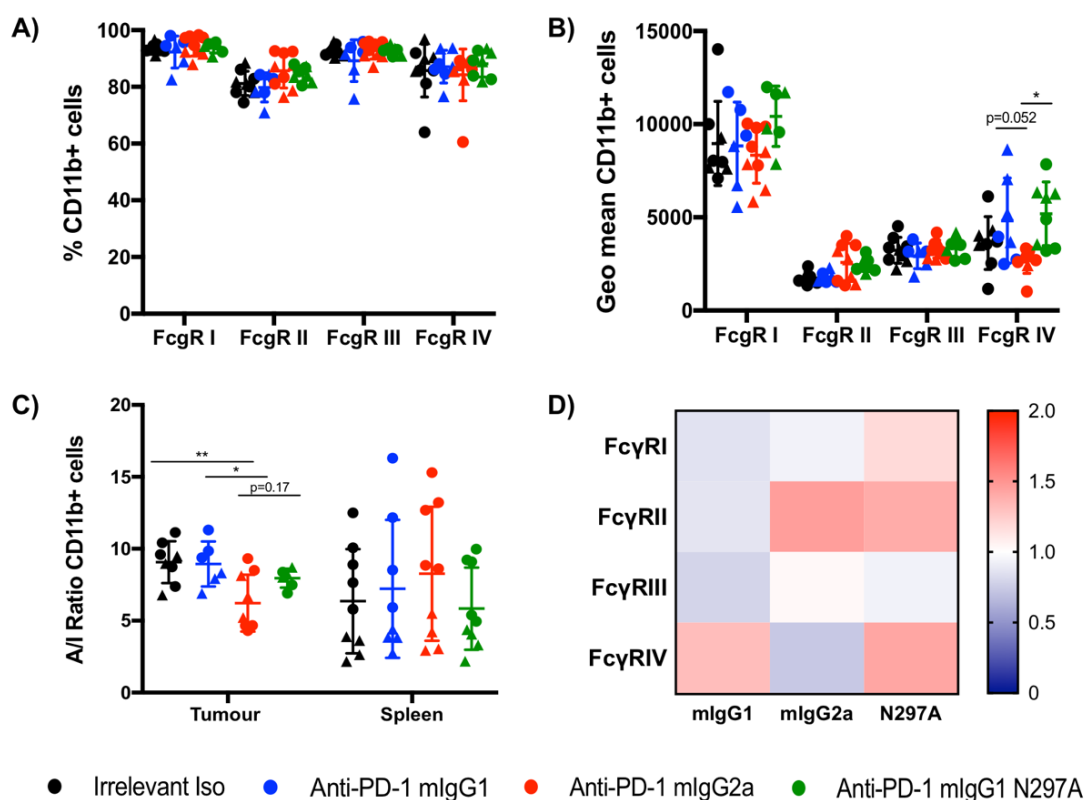 A)
% CD11b+ cells
100
80
60
40
20
0
FcgR I FcgR II FcgR III FcgR IV
B)
Geo mean CD11b+ cells
15000
10000
5000
0
p=0.052
*
FcgR I FcgR II FcgR III FcgR IV
C)
A/I Ratio CD11b+ cells
20
15
10
5
0
**
*
p=0.17
Tumour Spleen
D)
FcγRI
FcγRII
FcγRIII
FcγRIV
mIgG1 mIgG2a N297A
2.0
1.5
1.0
0.5
0
Irrelevant Iso Anti-PD-1 mIgG1 Anti-PD-1 mIgG2a Anti-PD-1 mIgG1 N297A